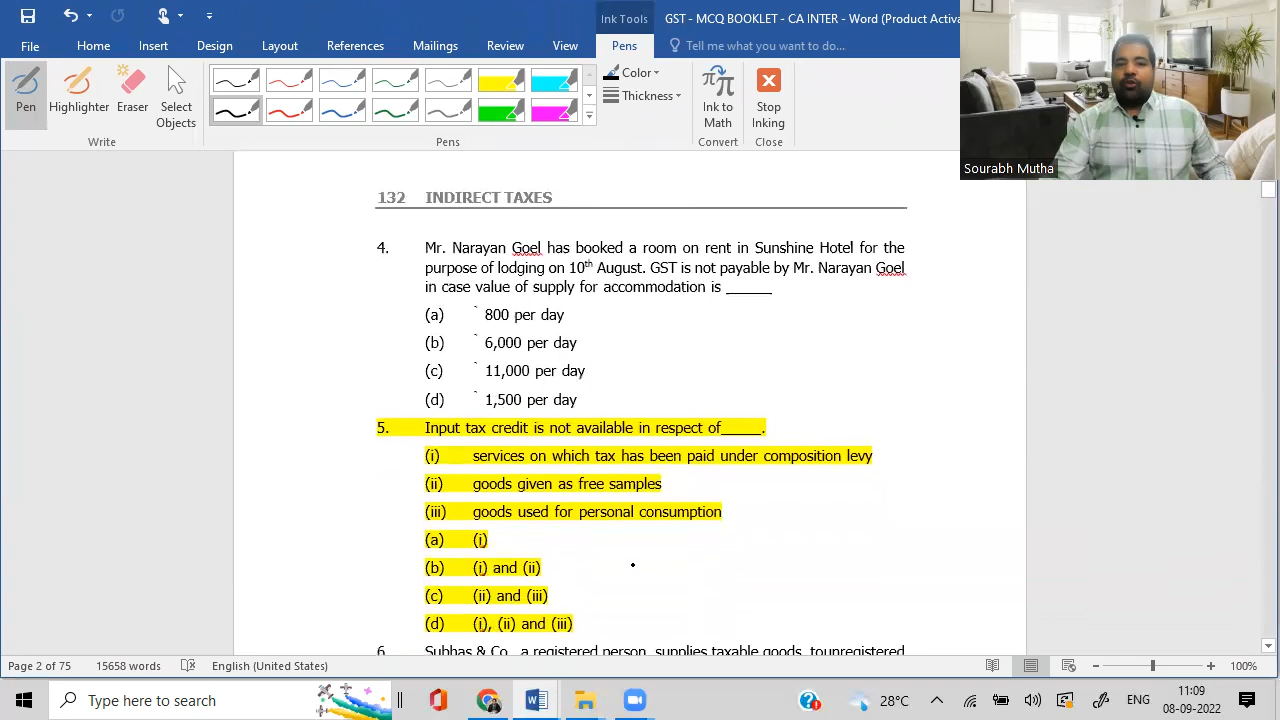 Ink Tools
GST - MCQ BOOKLET - CA INTER - Word (Product Activa
File Home Insert Design Layout References Mailings Review View Pens Tell me what you want to do...
Pen Highlighter Eraser Select Objects
Color
Thickness
Ink to Math
Stop Inking
Write Pens Convert Close
Sourabh Mutha
132 INDIRECT TAXES
4. Mr. Narayan Goel has booked a room on rent in Sunshine Hotel for the
purpose of lodging on 10th August. GST is not payable by Mr. Narayan Goel
in case value of supply for accommodation is ______
(a) ` 800 per day
(b) ` 6,000 per day
(c) ` 11,000 per day
(d) ` 1,500 per day
5. Input tax credit is not available in respect of_____.
(i) services on which tax has been paid under composition levy
(ii) goods given as free samples
(iii) goods used for personal consumption
(a) (i)
(b) (i) and (ii)
(c) (ii) and (iii)
(d) (i), (ii) and (iii)
6. Subhas & Co., a registered person, supplies taxable goods, tounregistered
Page 2 of 75 15658 words English (United States) 100%
Type here to search 28°C ENG 11:09
08-09-2022